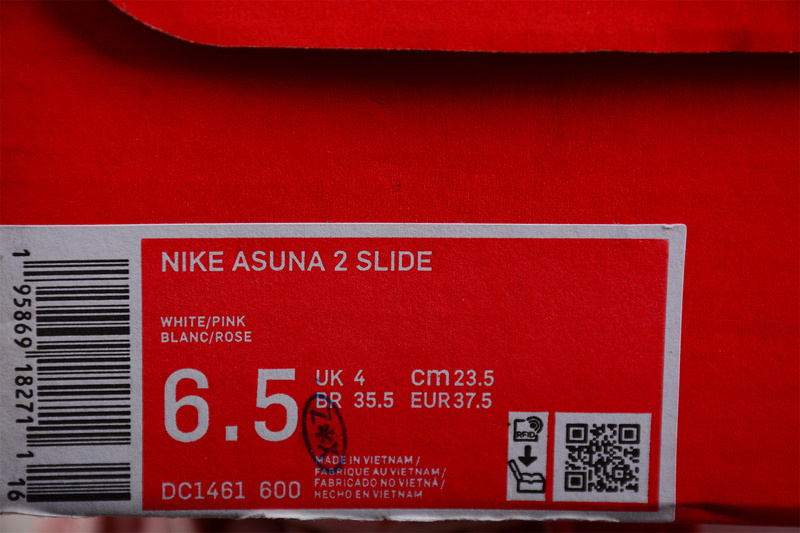 NIKE ASUNA 2 SLIDE
WHITE/PINK
BLANC/ROSE
6.5
UK 4 cm 23.5
BR 35.5 EUR 37.5
MADE IN VIETNAM /
FABRIQUE AU VIETNAM /
FABRICADO NO VIETNÃ /
HECHO EN VIETNAM
DC1461 600
RFID
1 95869 18271 1 16